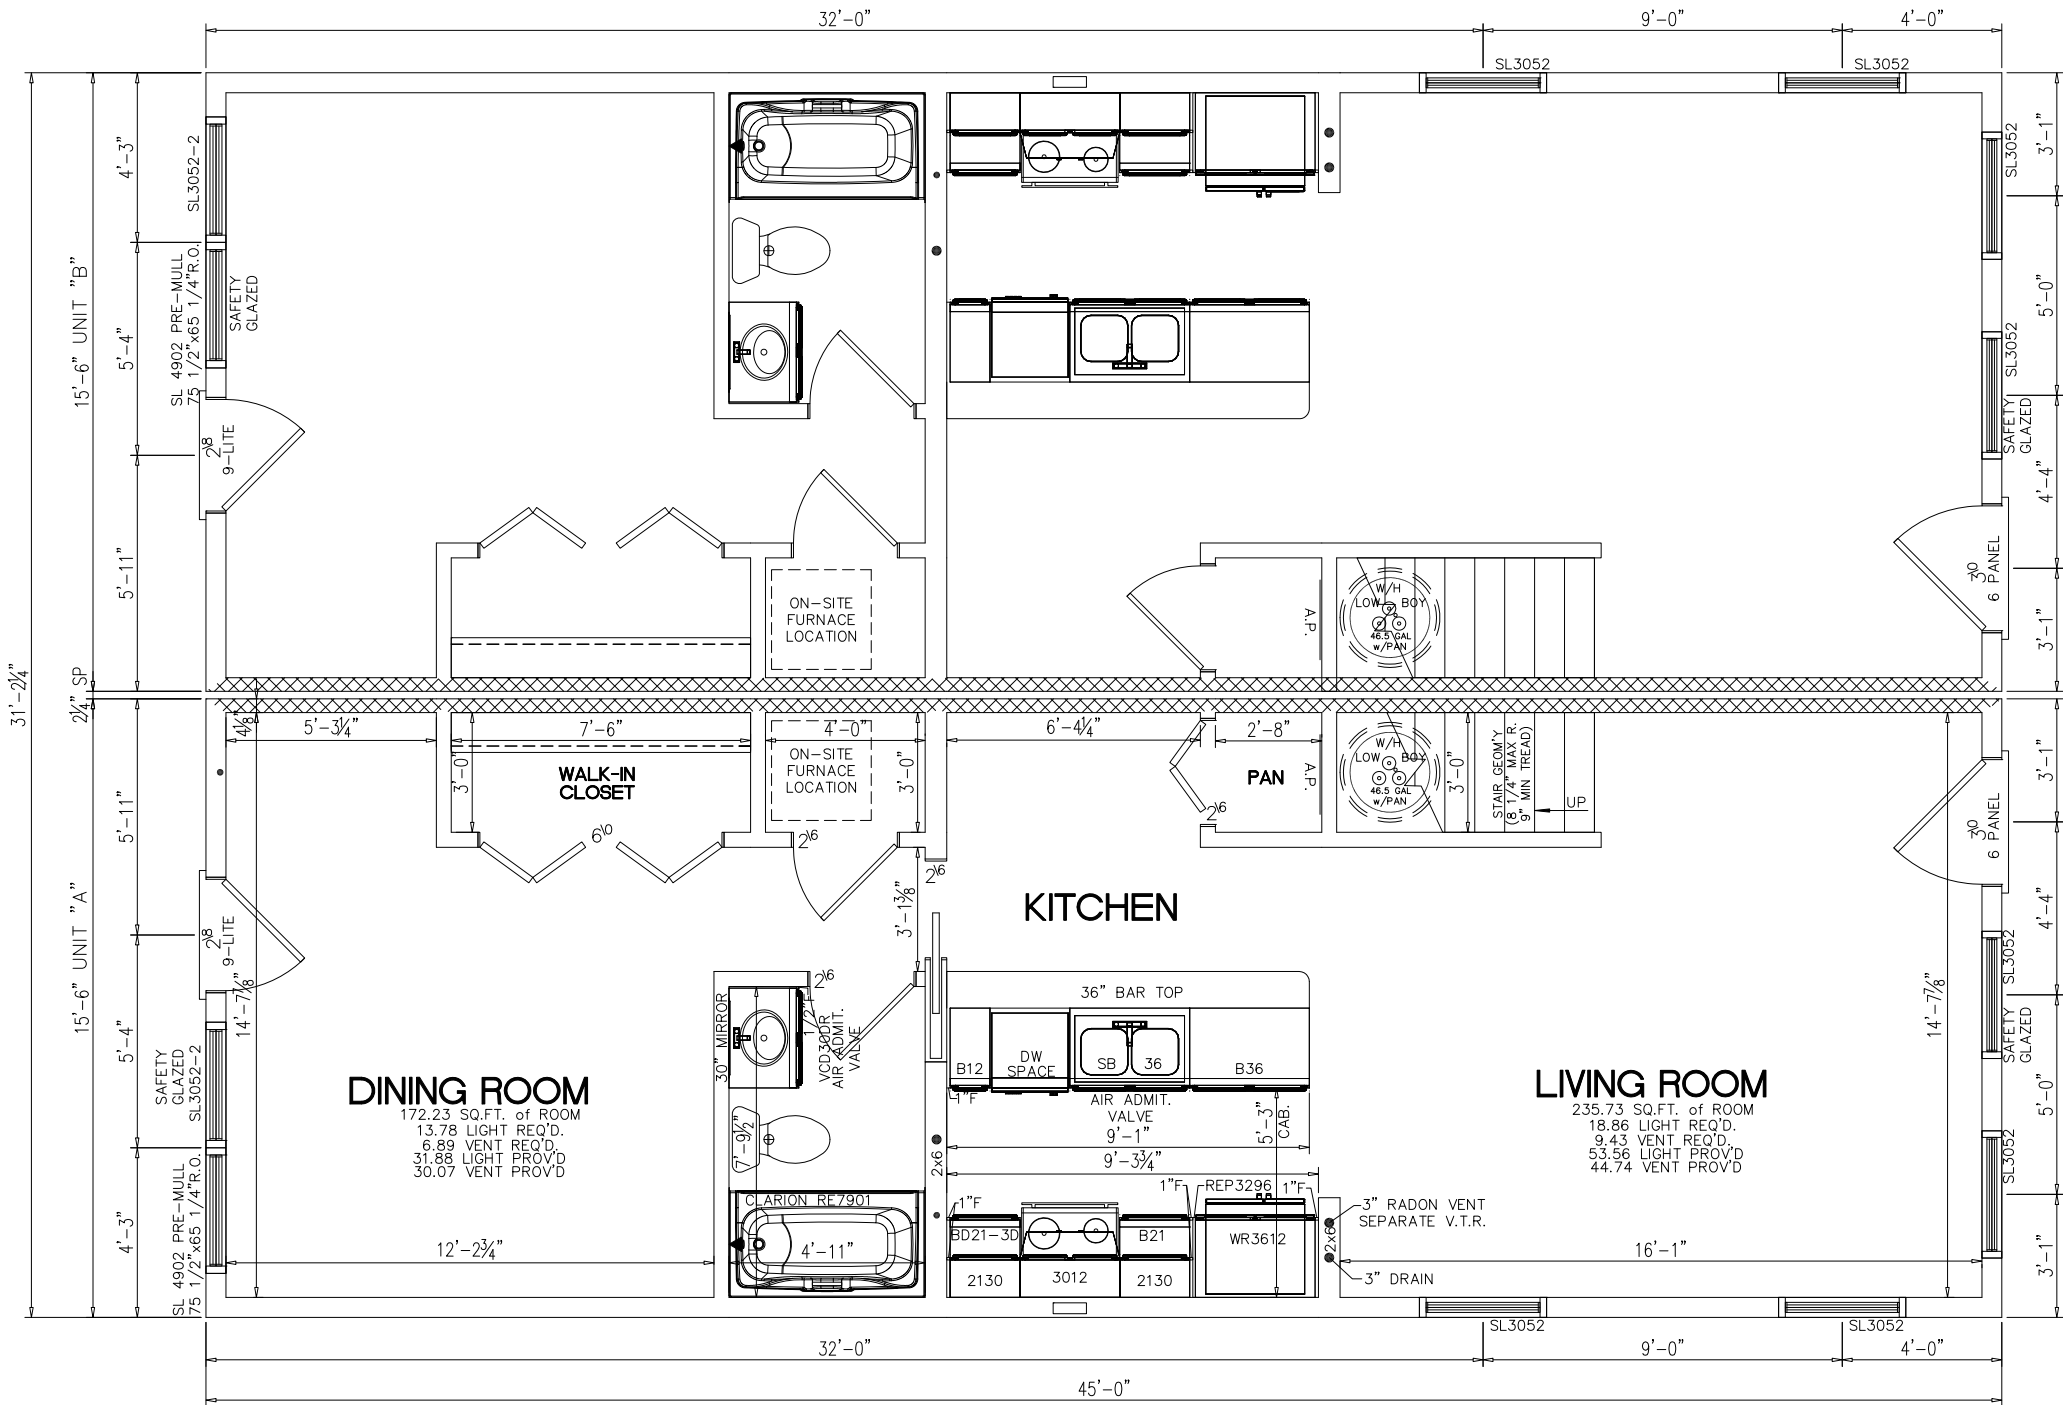 32'-0"
9'-0"
4'-0"
SL3052
SL3052
4'-3"
5'-4"
5'-11"
15'-6" UNIT "B"
31'-2¼"
2¼" SP
SL3052-2
SL 4902 PRE-MULL
75 1/2"x65 1/4"R.O.
SAFETY
GLAZED
2\8
9-LITE
ON-SITE
FURNACE
LOCATION
A.P.
W/H
LOW BOY
46.5 GAL
w/PAN
SL3052
SL3052
SAFETY
GLAZED
3\0
6 PANEL
3'-1"
5'-0"
4'-4"
3'-1"
4⅛"
5'-3¼"
7'-6"
4'-0"
6'-4¼"
2'-8"
3'-0"
WALK-IN
CLOSET
6\0
ON-SITE
FURNACE
LOCATION
3'-0"
2\6
2\6
3'-1⅜"
PAN
A.P.
2\6
W/H
LOW BOY
46.5 GAL
w/PAN
3'-0"
STAIR GEOM'Y
(8 1/4" MAX R.
9" MIN TREAD)
UP
3\0
6 PANEL
3'-1"
4'-4"
5'-0"
3'-1"
15'-6" UNIT "A"
5'-11"
5'-4"
4'-3"
2\8
9-LITE
14'-7⅞"
SAFETY
GLAZED
SL3052-2
SL 4902 PRE-MULL
75 1/2"x65 1/4"R.O.
DINING ROOM
172.23 SQ.FT. of ROOM
13.78 LIGHT REQ'D.
6.89 VENT REQ'D.
31.88 LIGHT PROV'D
30.07 VENT PROV'D
12'-2¾"
2\6
30" MIRROR
1/2"F
VCD30DR
AIR ADMIT.
VALVE
7'-9½"
CLARION RE7901
4'-11"
2x6
KITCHEN
36" BAR TOP
B12
DW
SPACE
SB
36
B36
1"F
AIR ADMIT.
VALVE
9'-1"
5'-3"
CAB.
9'-3¾"
1"F
1"F
REP3296
1"F
BD21-3D
B21
WR3612
2130
3012
2130
2x6
3" RADON VENT
SEPARATE V.T.R.
3" DRAIN
LIVING ROOM
235.73 SQ.FT. of ROOM
18.86 LIGHT REQ'D.
9.43 VENT REQ'D.
53.56 LIGHT PROV'D
44.74 VENT PROV'D
16'-1"
14'-7⅞"
SL3052
SAFETY
GLAZED
SL3052
SL3052
SL3052
32'-0"
9'-0"
4'-0"
45'-0"